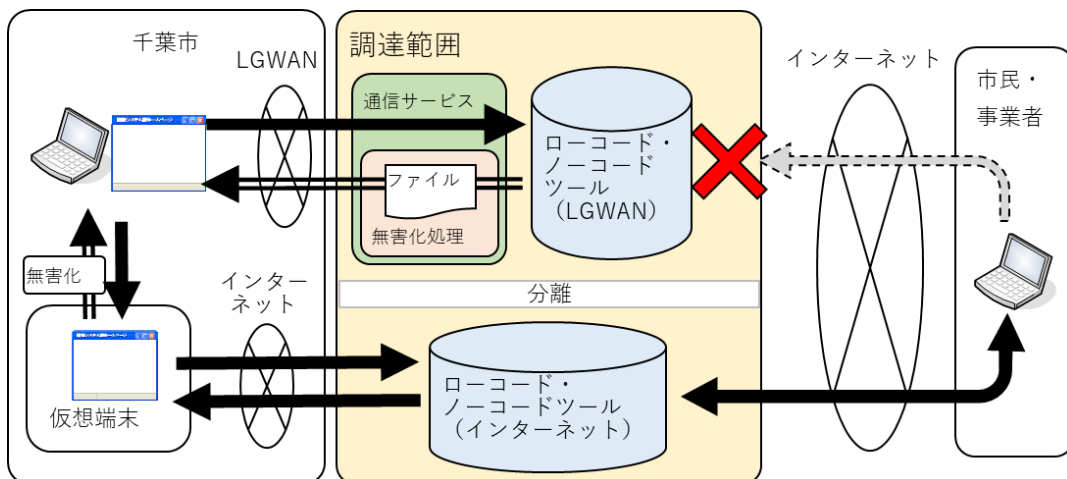 千葉市
LGWAN
調達範囲
通信サービス
ファイル
無害化処理
ローコード・
ノーコード
ツール
（LGWAN）
インターネット
市民・
事業者
無害化
インター
ネット
分離
仮想端末
ローコード・
ノーコードツール
（インターネット）